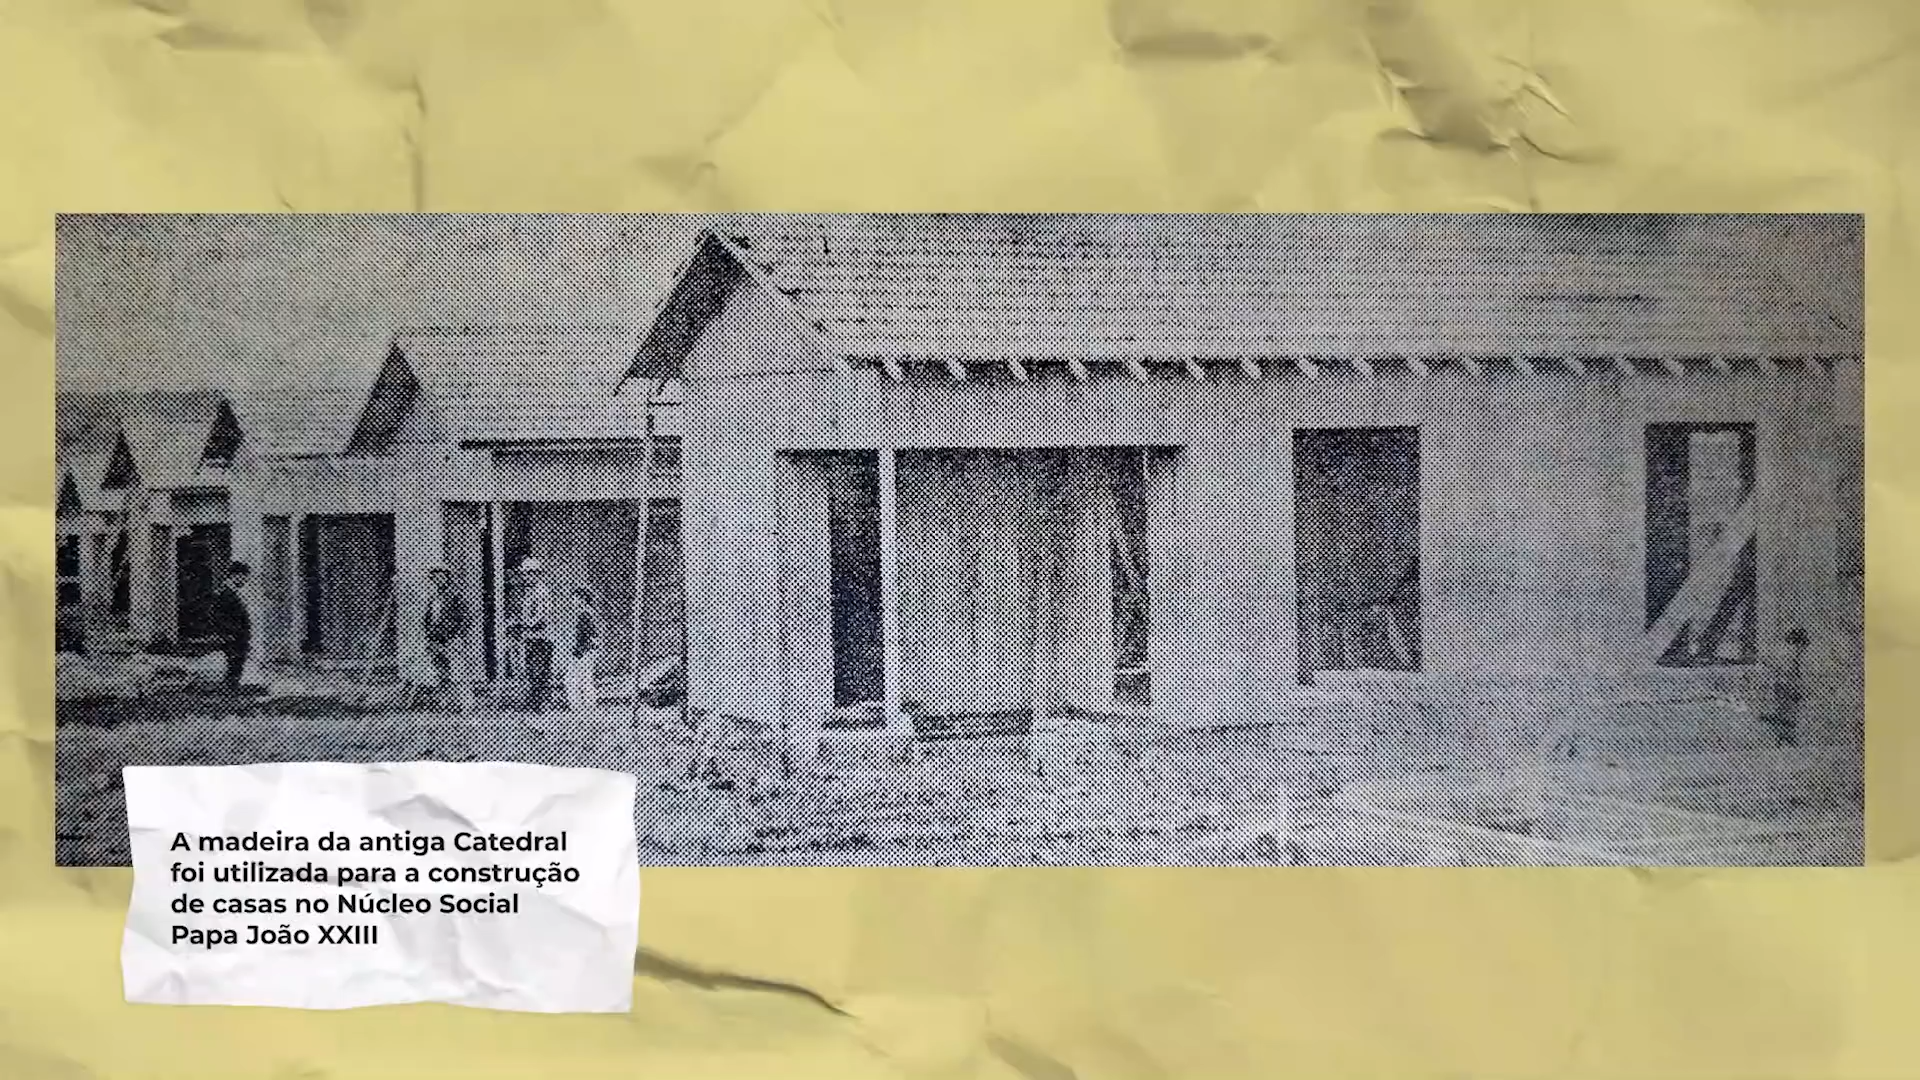 A madeira da antiga Catedral
foi utilizada para a construção
de casas no Núcleo Social
Papa João XXIII